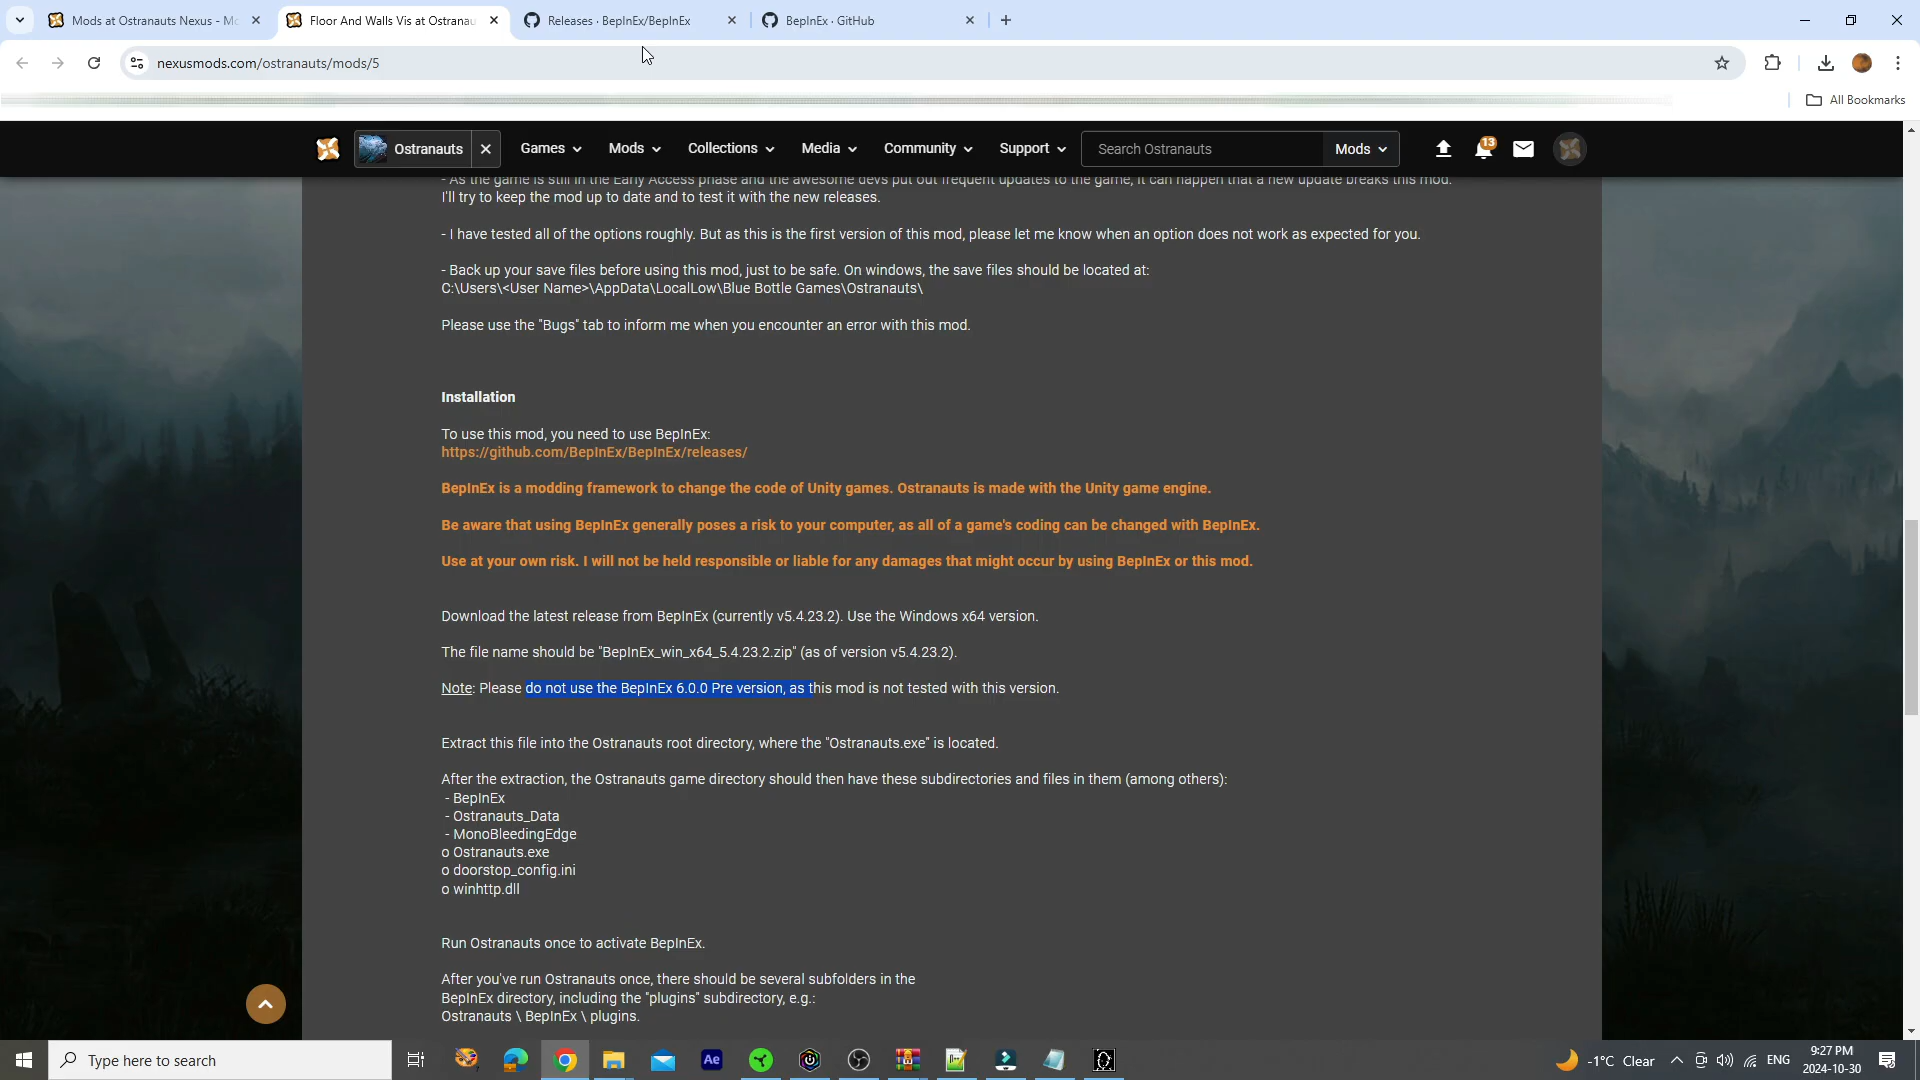 Mods at Ostranauts Nexus - Mo
Floor And Walls Vis at Ostranau
Releases · BepInEx/BepInEx
BepInEx · GitHub
nexusmods.com/ostranauts/mods/5
All Bookmarks
Ostranauts
Games
Mods
Collections
Media
Community
Support
Search Ostranauts
Mods
13
- As the game is still in the Early Access phase and the awesome devs put out frequent updates to the game, it can happen that a new update breaks this mod.
I'll try to keep the mod up to date and to test it with the new releases.
- I have tested all of the options roughly. But as this is the first version of this mod, please let me know when an option does not work as expected for you.
- Back up your save files before using this mod, just to be safe. On windows, the save files should be located at:
C:\Users\<User Name>\AppData\LocalLow\Blue Bottle Games\Ostranauts\
Please use the "Bugs" tab to inform me when you encounter an error with this mod.
Installation
To use this mod, you need to use BepInEx:
https://github.com/BepInEx/BepInEx/releases/
BepInEx is a modding framework to change the code of Unity games. Ostranauts is made with the Unity game engine.
Be aware that using BepInEx generally poses a risk to your computer, as all of a game's coding can be changed with BepInEx.
Use at your own risk. I will not be held responsible or liable for any damages that might occur by using BepInEx or this mod.
Download the latest release from BepInEx (currently v5.4.23.2). Use the Windows x64 version.
The file name should be "BepInEx_win_x64_5.4.23.2.zip" (as of version v5.4.23.2).
Note: Please do not use the BepInEx 6.0.0 Pre version, as this mod is not tested with this version.
Extract this file into the Ostranauts root directory, where the "Ostranauts.exe" is located.
After the extraction, the Ostranauts game directory should then have these subdirectories and files in them (among others):
- BepInEx
- Ostranauts_Data
- MonoBleedingEdge
o Ostranauts.exe
o doorstop_config.ini
o winhttp.dll
Run Ostranauts once to activate BepInEx.
After you've run Ostranauts once, there should be several subfolders in the
BepInEx directory, including the "plugins" subdirectory, e.g.:
Ostranauts \ BepInEx \ plugins.
Type here to search
Ae
-1°C Clear
ENG
9:27 PM
2024-10-30